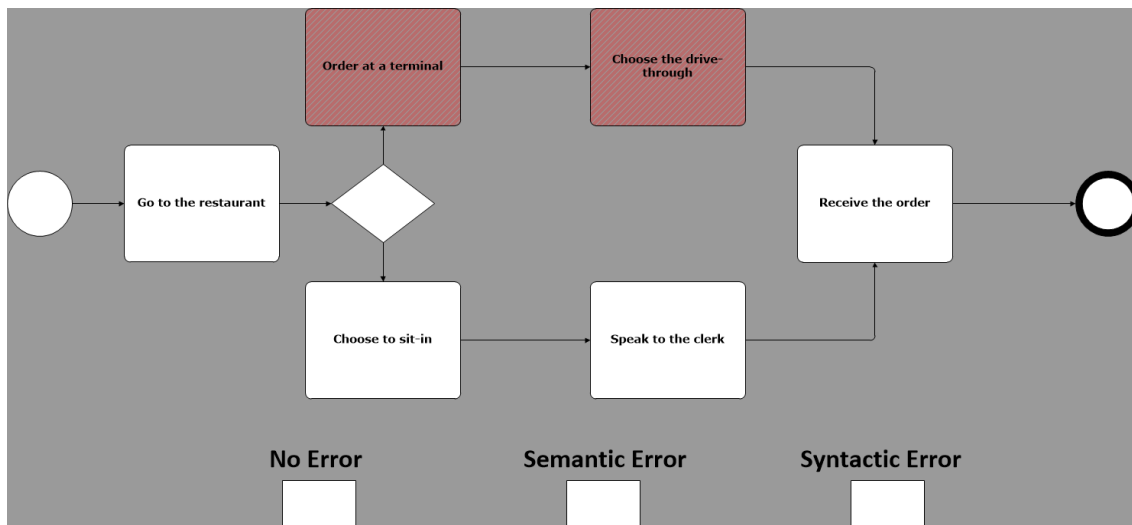 Order at a terminal
Choose the drive-
through
Go to the restaurant
Receive the order
Choose to sit-in
Speak to the clerk
No Error
Semantic Error
Syntactic Error